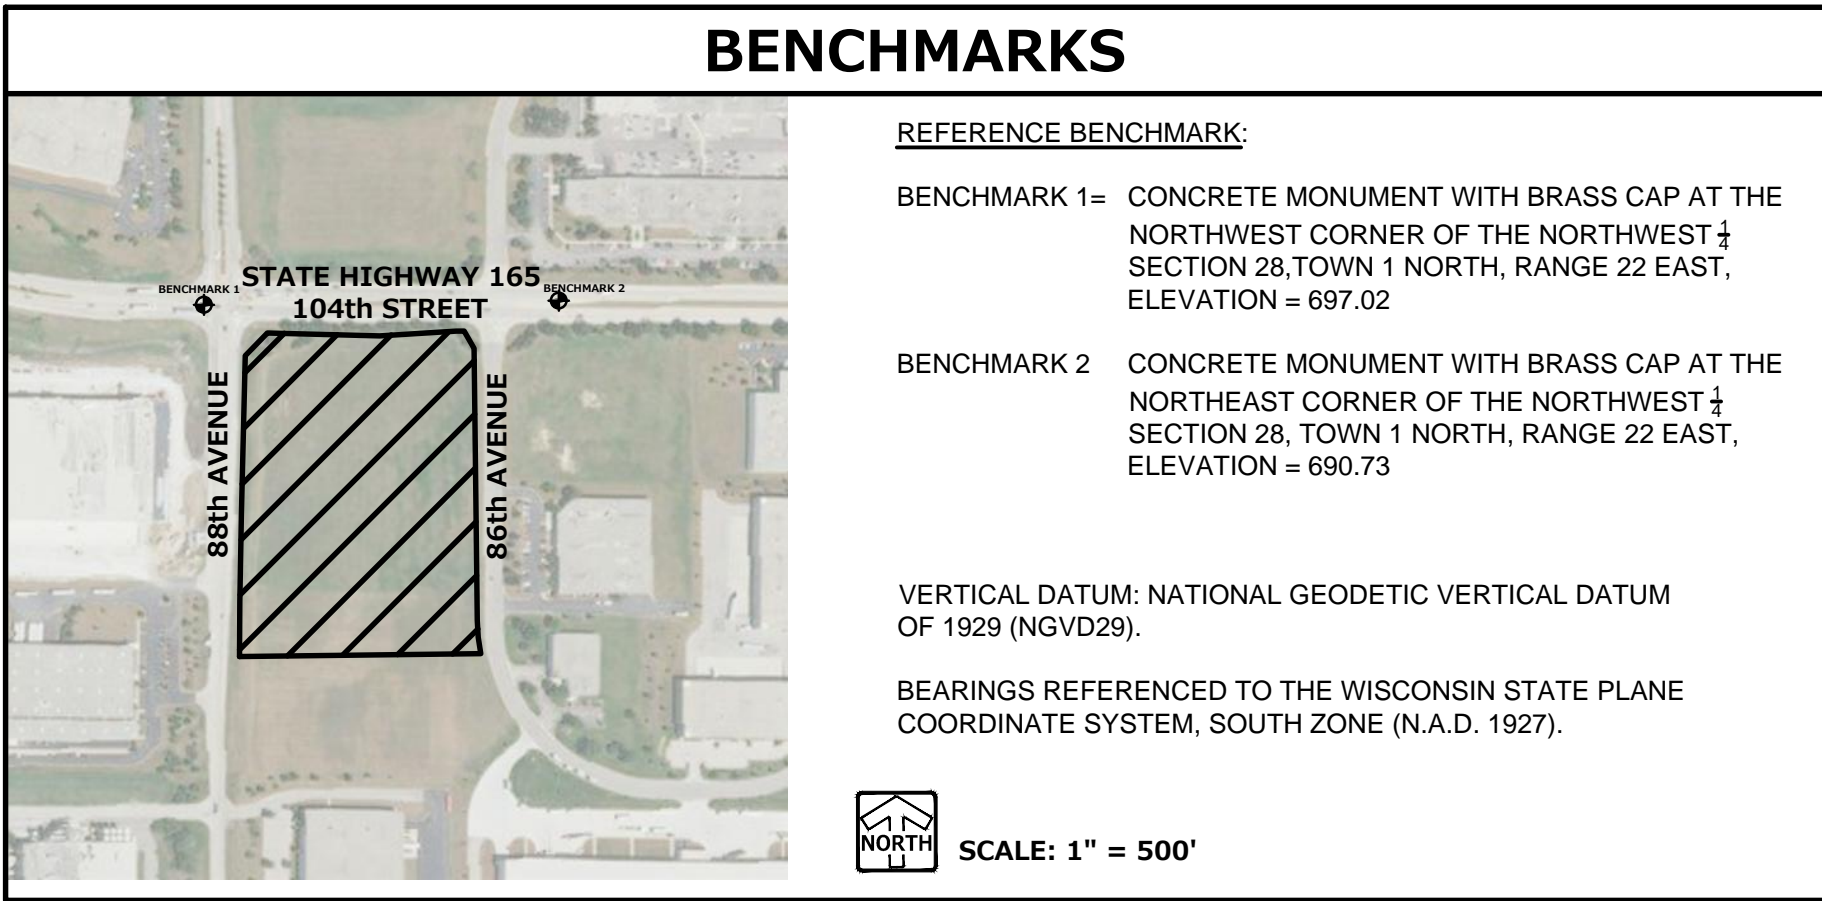 BENCHMARKS
STATE HIGHWAY 165
104th STREET
BENCHMARK 1
BENCHMARK 2
88th AVENUE
86th AVENUE
REFERENCE BENCHMARK:
BENCHMARK 1= CONCRETE MONUMENT WITH BRASS CAP AT THE
NORTHWEST CORNER OF THE NORTHWEST 1/4
SECTION 28,TOWN 1 NORTH, RANGE 22 EAST,
ELEVATION = 697.02
BENCHMARK 2 CONCRETE MONUMENT WITH BRASS CAP AT THE
NORTHEAST CORNER OF THE NORTHWEST 1/4
SECTION 28, TOWN 1 NORTH, RANGE 22 EAST,
ELEVATION = 690.73
VERTICAL DATUM: NATIONAL GEODETIC VERTICAL DATUM
OF 1929 (NGVD29).
BEARINGS REFERENCED TO THE WISCONSIN STATE PLANE
COORDINATE SYSTEM, SOUTH ZONE (N.A.D. 1927).
NORTH
SCALE: 1" = 500'